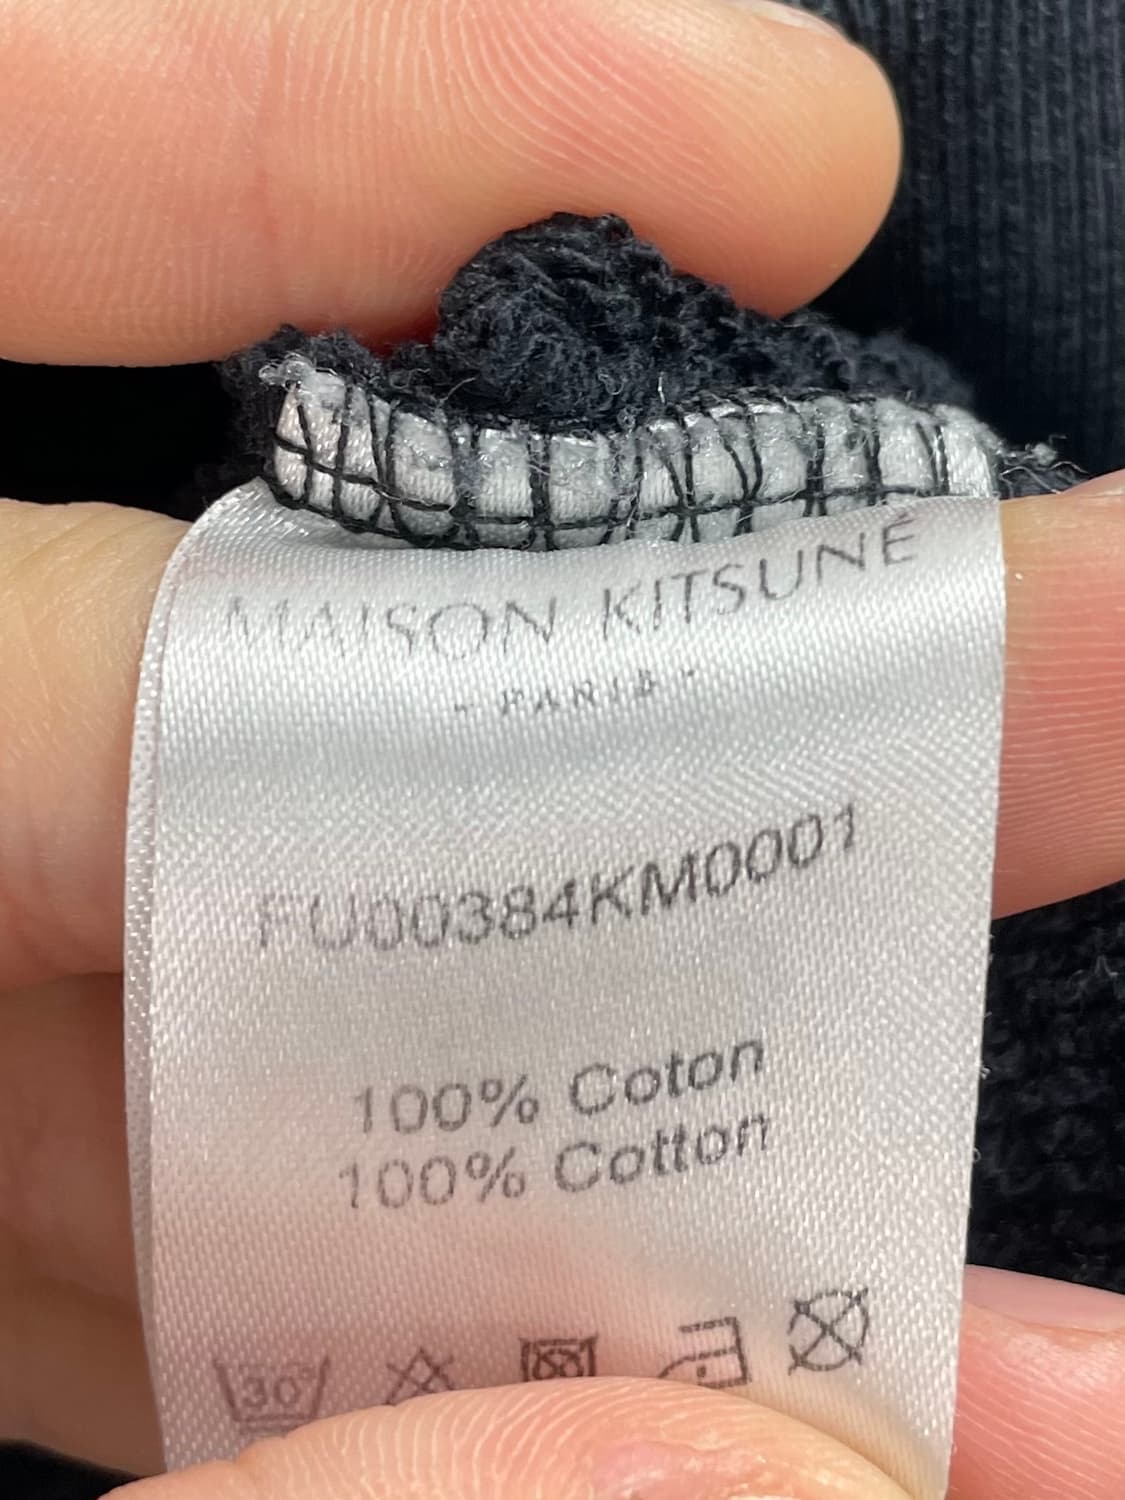 MAISON KITSUNÉ
- PARIS -
FU00384KM0001
100% Coton
100% Cotton
30°